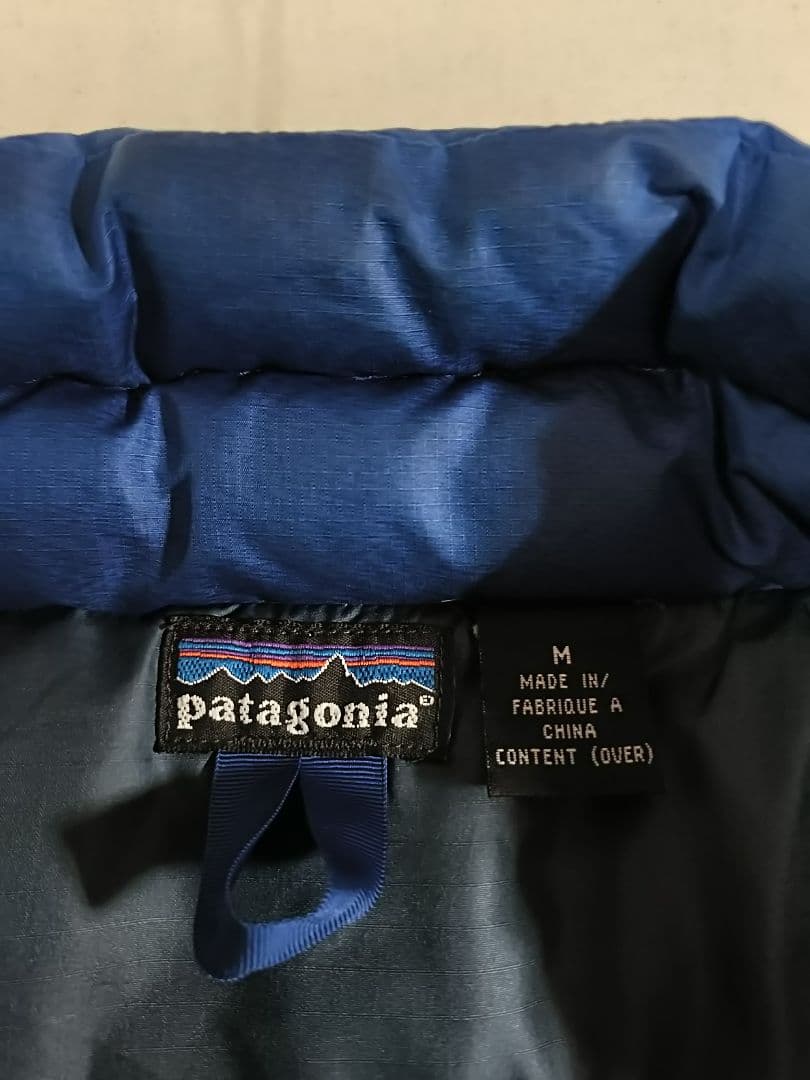 patagonia®
M
MADE IN/
FABRIQUE A
CHINA
CONTENT (OVER)